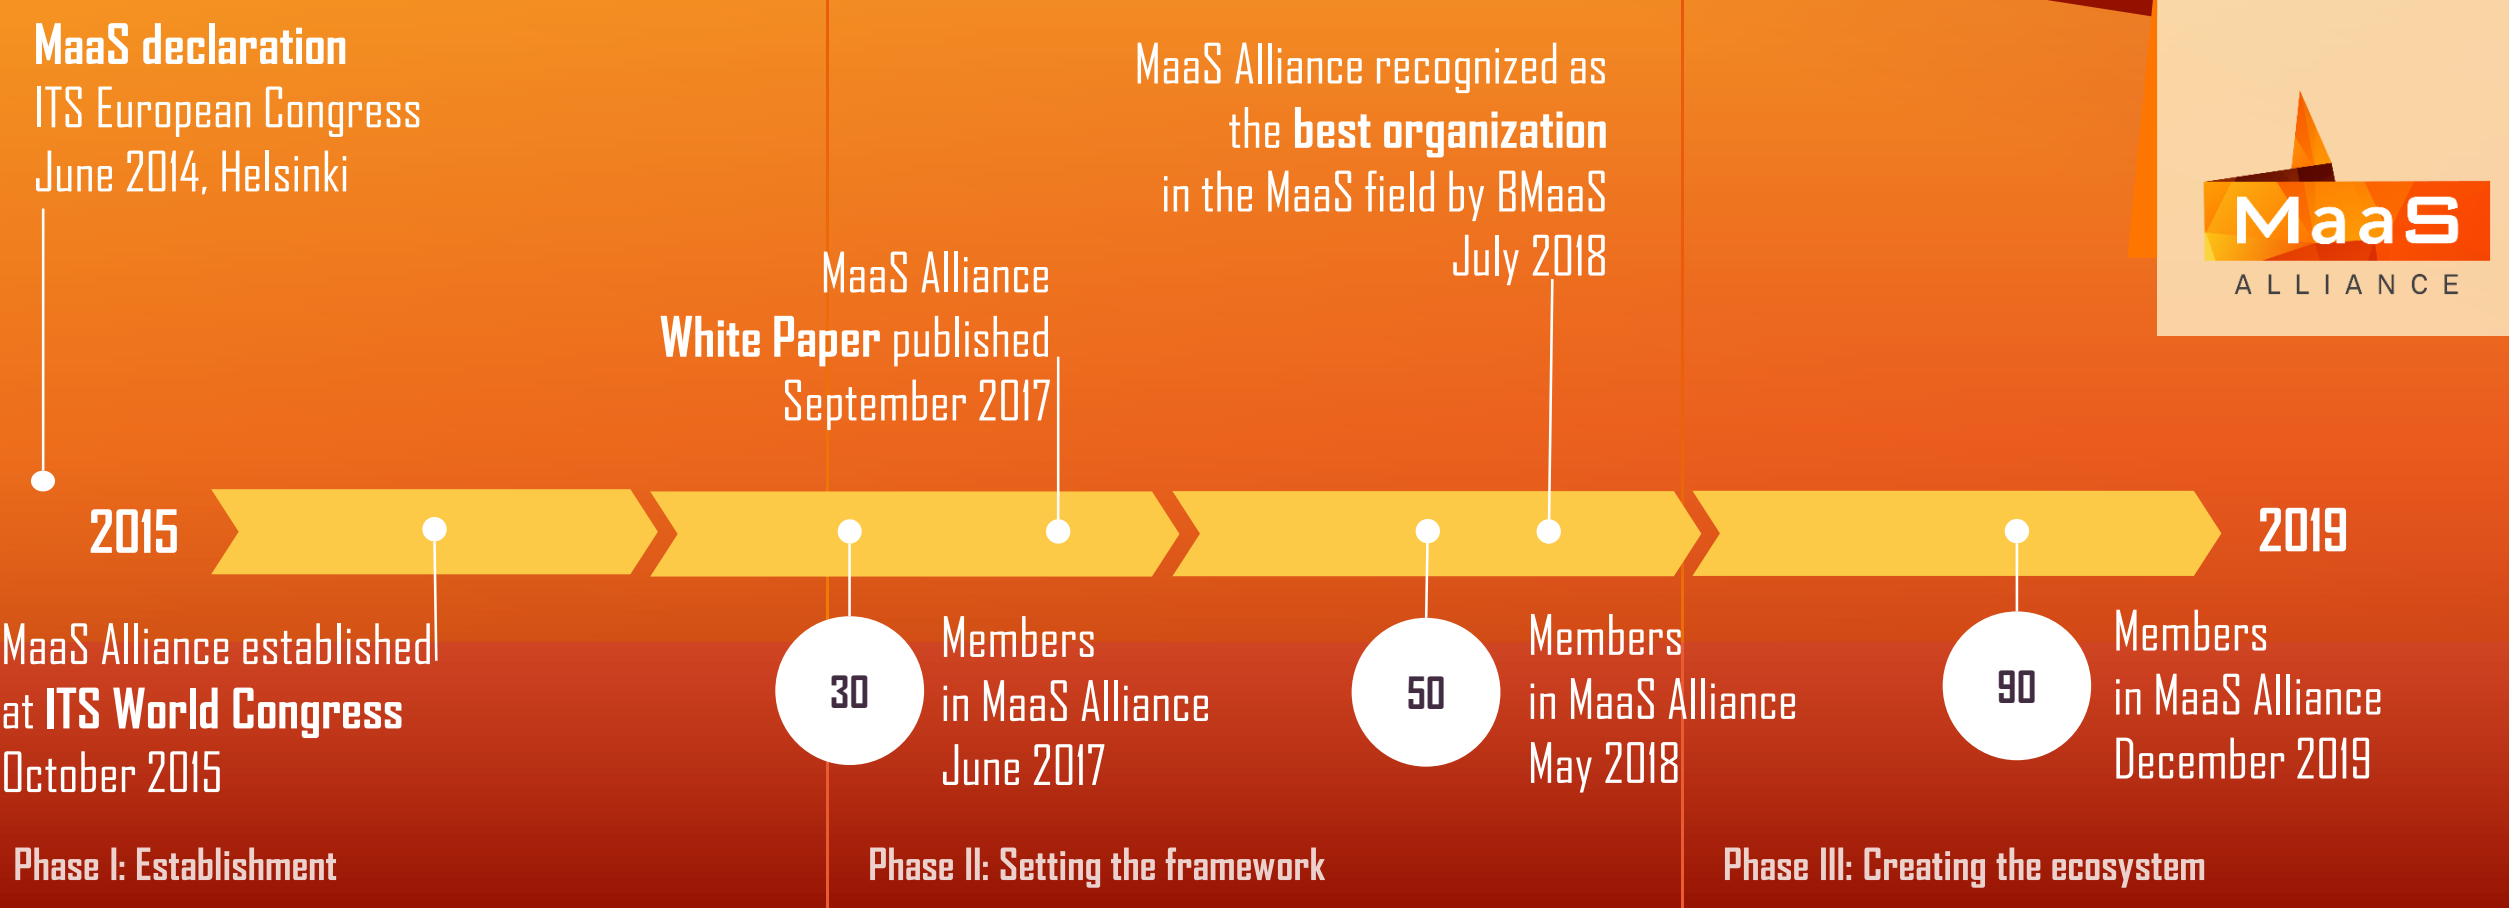 MaaS declaration
ITS European Congress
June 2014, Helsinki
MaaS Alliance recognized as
the best organization
in the MaaS field by BMaaS
July 2018
MaaS Alliance
White Paper published
September 2017
MaaS
ALLIANCE
2015
2019
MaaS Alliance established
at ITS World Congress
October 2015
30
Members
in MaaS Alliance
June 2017
50
Members
in MaaS Alliance
May 2018
90
Members
in MaaS Alliance
December 2019
Phase I: Establishment
Phase II: Setting the framework
Phase III: Creating the ecosystem